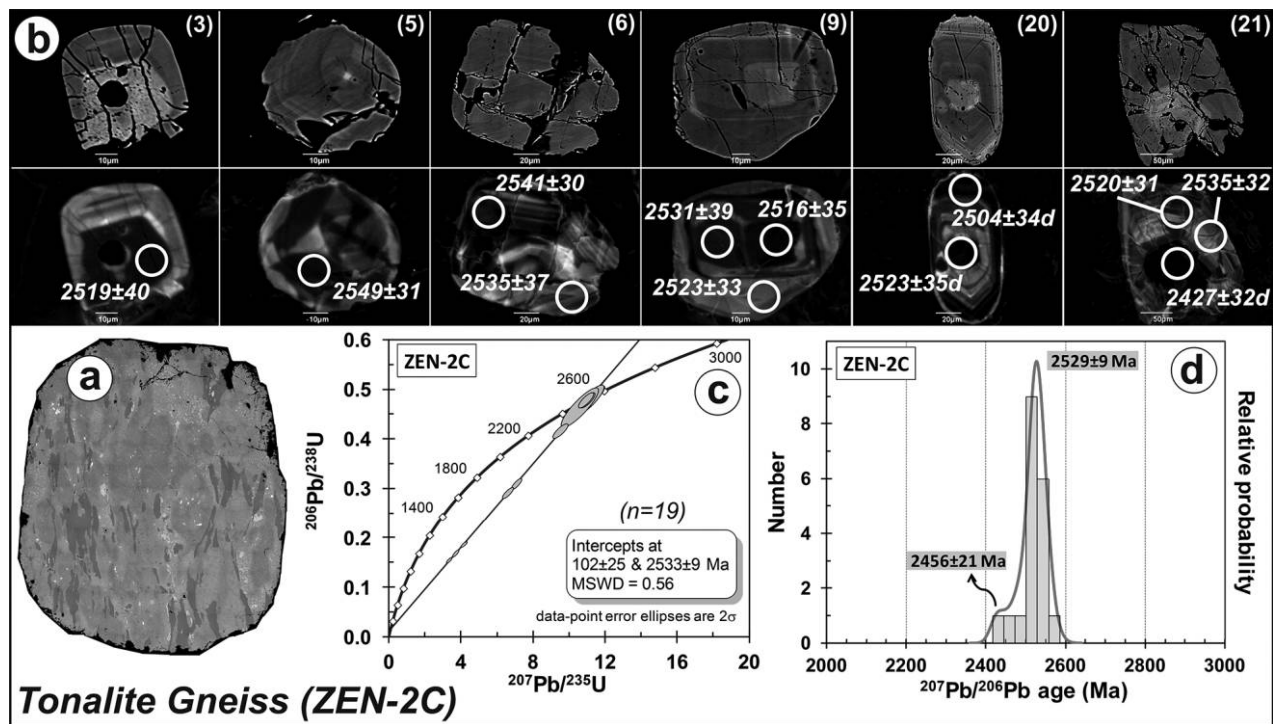 b
(3)
(5)
(6)
(9)
(20)
(21)
10μm
10μm
20μm
10μm
20μm
50μm
2519±40
2549±31
2541±30
2535±37
2531±39
2516±35
2523±33
2504±34d
2523±35d
2520±31
2535±32
2427±32d
10μm
10μm
20μm
10μm
20μm
50μm
a
Tonalite Gneiss (ZEN-2C)
ZEN-2C
c
3000
2600
2200
1800
1400
(n=19)
Intercepts at
102±25 & 2533±9 Ma
MSWD = 0.56
data-point error ellipses are 2σ
0.6
0.5
0.4
0.3
0.2
0.1
0.0
0 4 8 12 16 20
²⁰⁶Pb/²³⁸U
²⁰⁷Pb/²³⁵U
ZEN-2C
d
2529±9 Ma
2456±21 Ma
10
8
6
4
2
0
Number
Relative probability
2000 2200 2400 2600 2800 3000
²⁰⁷Pb/²⁰⁶Pb age (Ma)